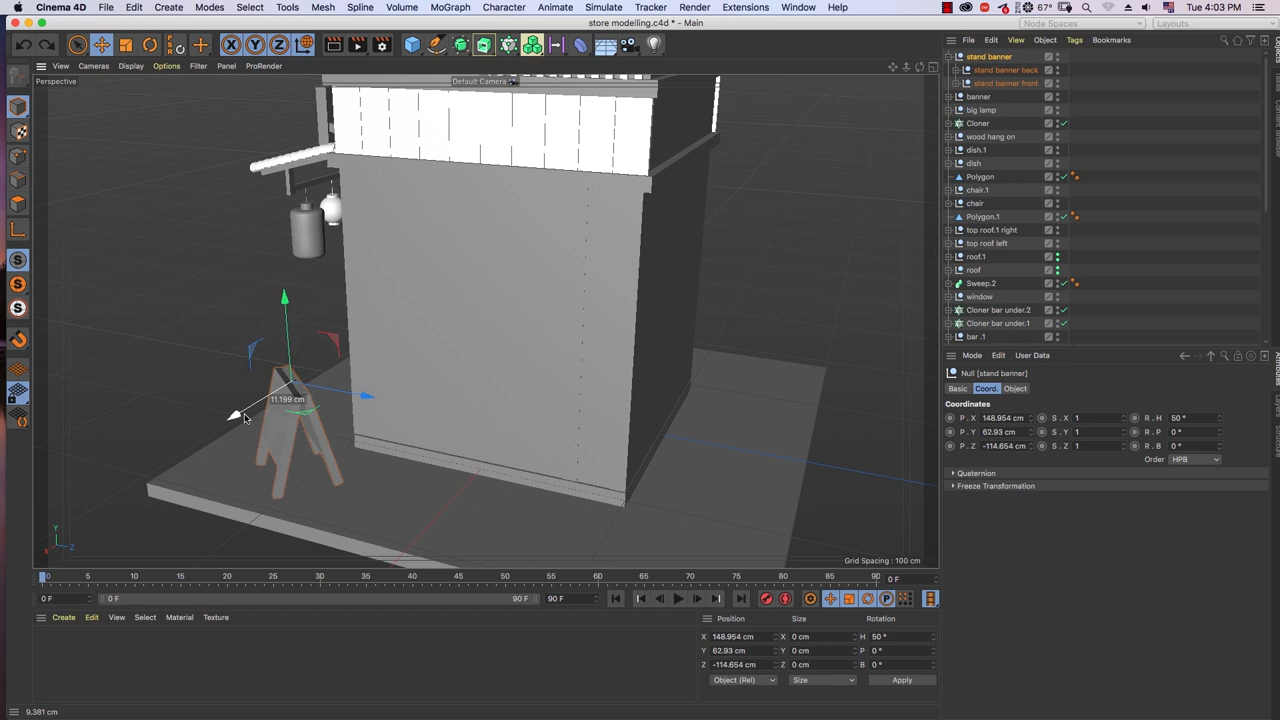 Cinema 4D File Edit Create Modes Select Tools Mesh Spline Volume MoGraph Character Animate Simulate Tracker Render Extensions Window Help 67° Tue 4:03 PM
store modelling.c4d * - Main
Node Spaces Layouts
View Cameras Display Options Filter Panel ProRender
File Edit View Object Tags Bookmarks
Perspective
Default Camera
stand banner
stand banner back
stand banner front
banner
big lamp
Cloner
wood hang on
dish.1
dish
Polygon
chair.1
chair
Polygon.1
top roof.1 right
top roof left
roof.1
roof
Sweep.2
window
Cloner bar under.2
Cloner bar under.1
bar .1
Mode Edit User Data
Null [stand banner]
Basic Coord. Object
Coordinates
P . X 148.954 cm S . X 1 R . H 50 °
P . Y 62.93 cm S . Y 1 R . P 0 °
P . Z -114.654 cm S . Z 1 R . B 0 °
Order HPB
Quaternion
Freeze Transformation
11.199 cm
Y
X
Z
Grid Spacing : 100 cm
0 5 10 15 20 25 30 35 40 45 50 55 60 65 70 75 80 85 90 0 F
0 F 0 F 90 F 90 F
Create Edit View Select Material Texture
Position Size Rotation
X 148.954 cm X 0 cm H 50 °
Y 62.93 cm Y 0 cm P 0 °
Z -114.654 cm Z 0 cm B 0 °
Object (Rel) Size Apply
9.381 cm